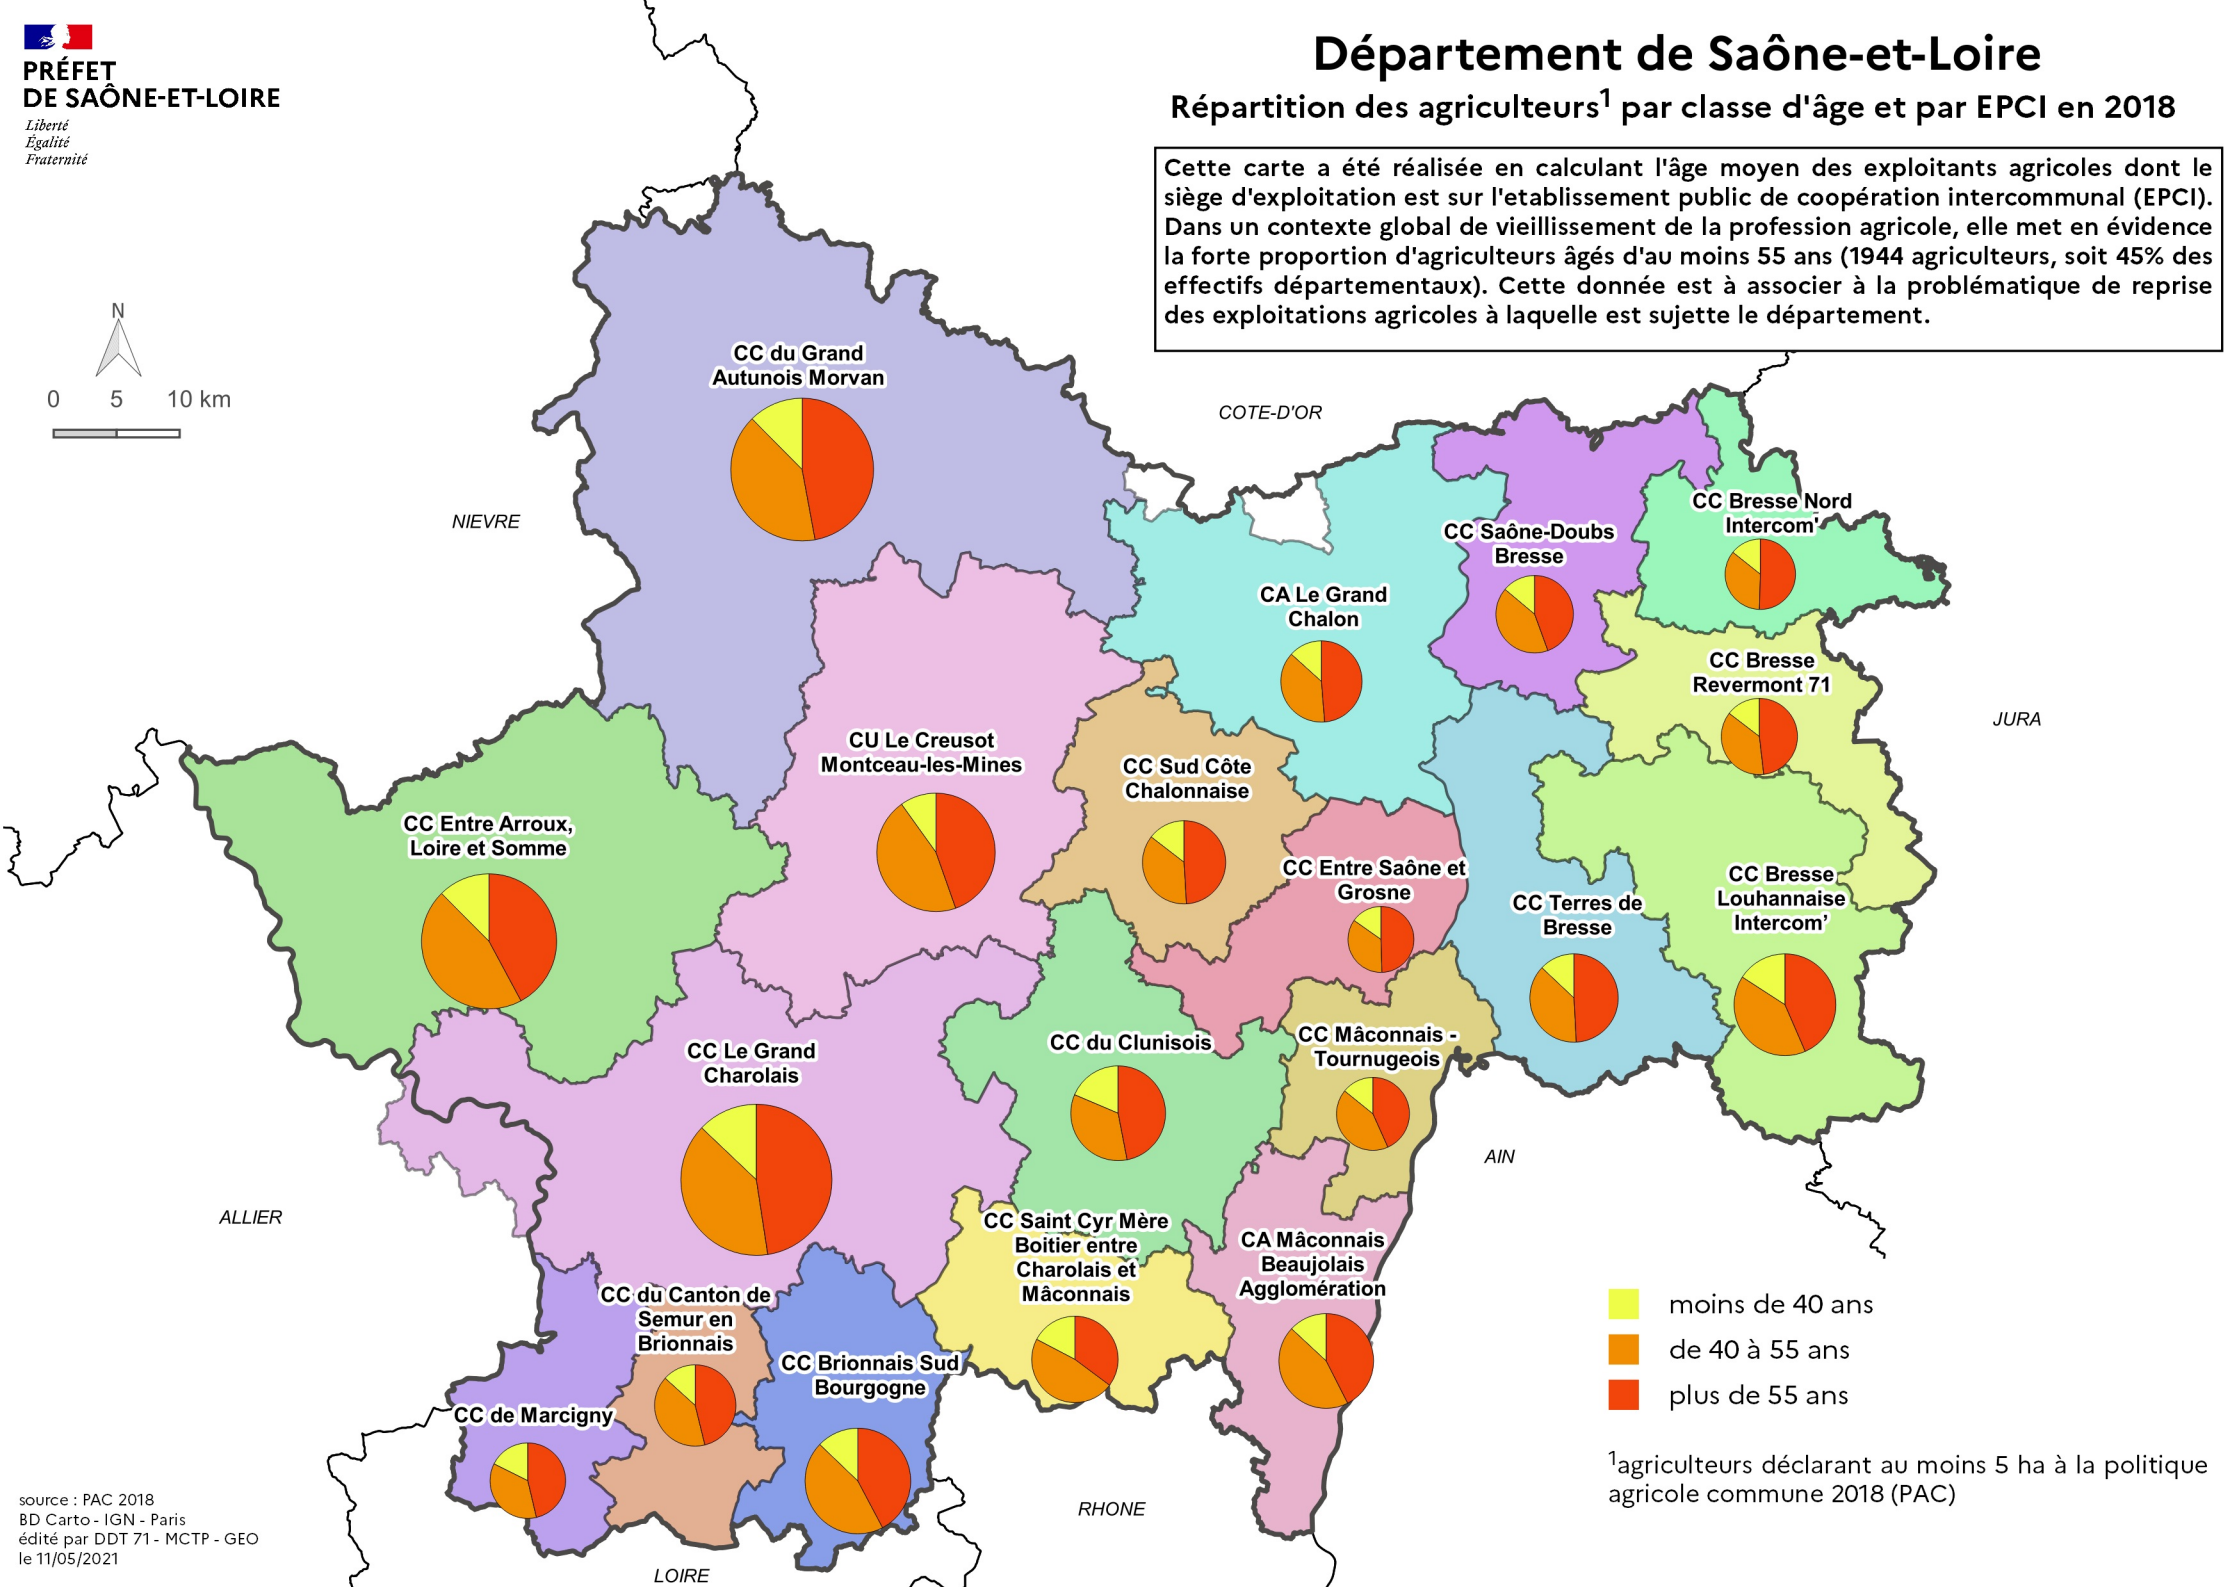 PRÉFET
DE SAÔNE-ET-LOIRE
Liberté
Égalité
Fraternité
Département de Saône-et-Loire
Répartition des agriculteurs1 par classe d'âge et par EPCI en 2018
Cette carte a été réalisée en calculant l'âge moyen des exploitants agricoles dont le
siège d'exploitation est sur l'etablissement public de coopération intercommunal (EPCI).
Dans un contexte global de vieillissement de la profession agricole, elle met en évidence
la forte proportion d'agriculteurs âgés d'au moins 55 ans (1944 agriculteurs, soit 45% des
effectifs départementaux). Cette donnée est à associer à la problématique de reprise
des exploitations agricoles à laquelle est sujette le département.
N
0 5 10 km
CC du Grand
Autunois Morvan
COTE-D'OR
NIEVRE
CC Bresse Nord
Intercom'
CC Saône-Doubs
Bresse
CA Le Grand
Chalon
CC Bresse
Revermont 71
JURA
CU Le Creusot
Montceau-les-Mines
CC Sud Côte
Chalonnaise
CC Entre Arroux,
Loire et Somme
CC Entre Saône et
Grosne
CC Bresse
Louhannaise
Intercom’
CC Terres de
Bresse
CC Le Grand
Charolais
CC du Clunisois
CC Mâconnais -
Tournugeois
AIN
ALLIER
CC Saint Cyr Mère
Boitier entre
Charolais et
Mâconnais
CA Mâconnais
Beaujolais
Agglomération
CC du Canton de
Semur en
Brionnais
CC Brionnais Sud
Bourgogne
CC de Marcigny
RHONE
LOIRE
moins de 40 ans
de 40 à 55 ans
plus de 55 ans
1agriculteurs déclarant au moins 5 ha à la politique
agricole commune 2018 (PAC)
source : PAC 2018
BD Carto - IGN - Paris
édité par DDT 71 - MCTP - GEO
le 11/05/2021